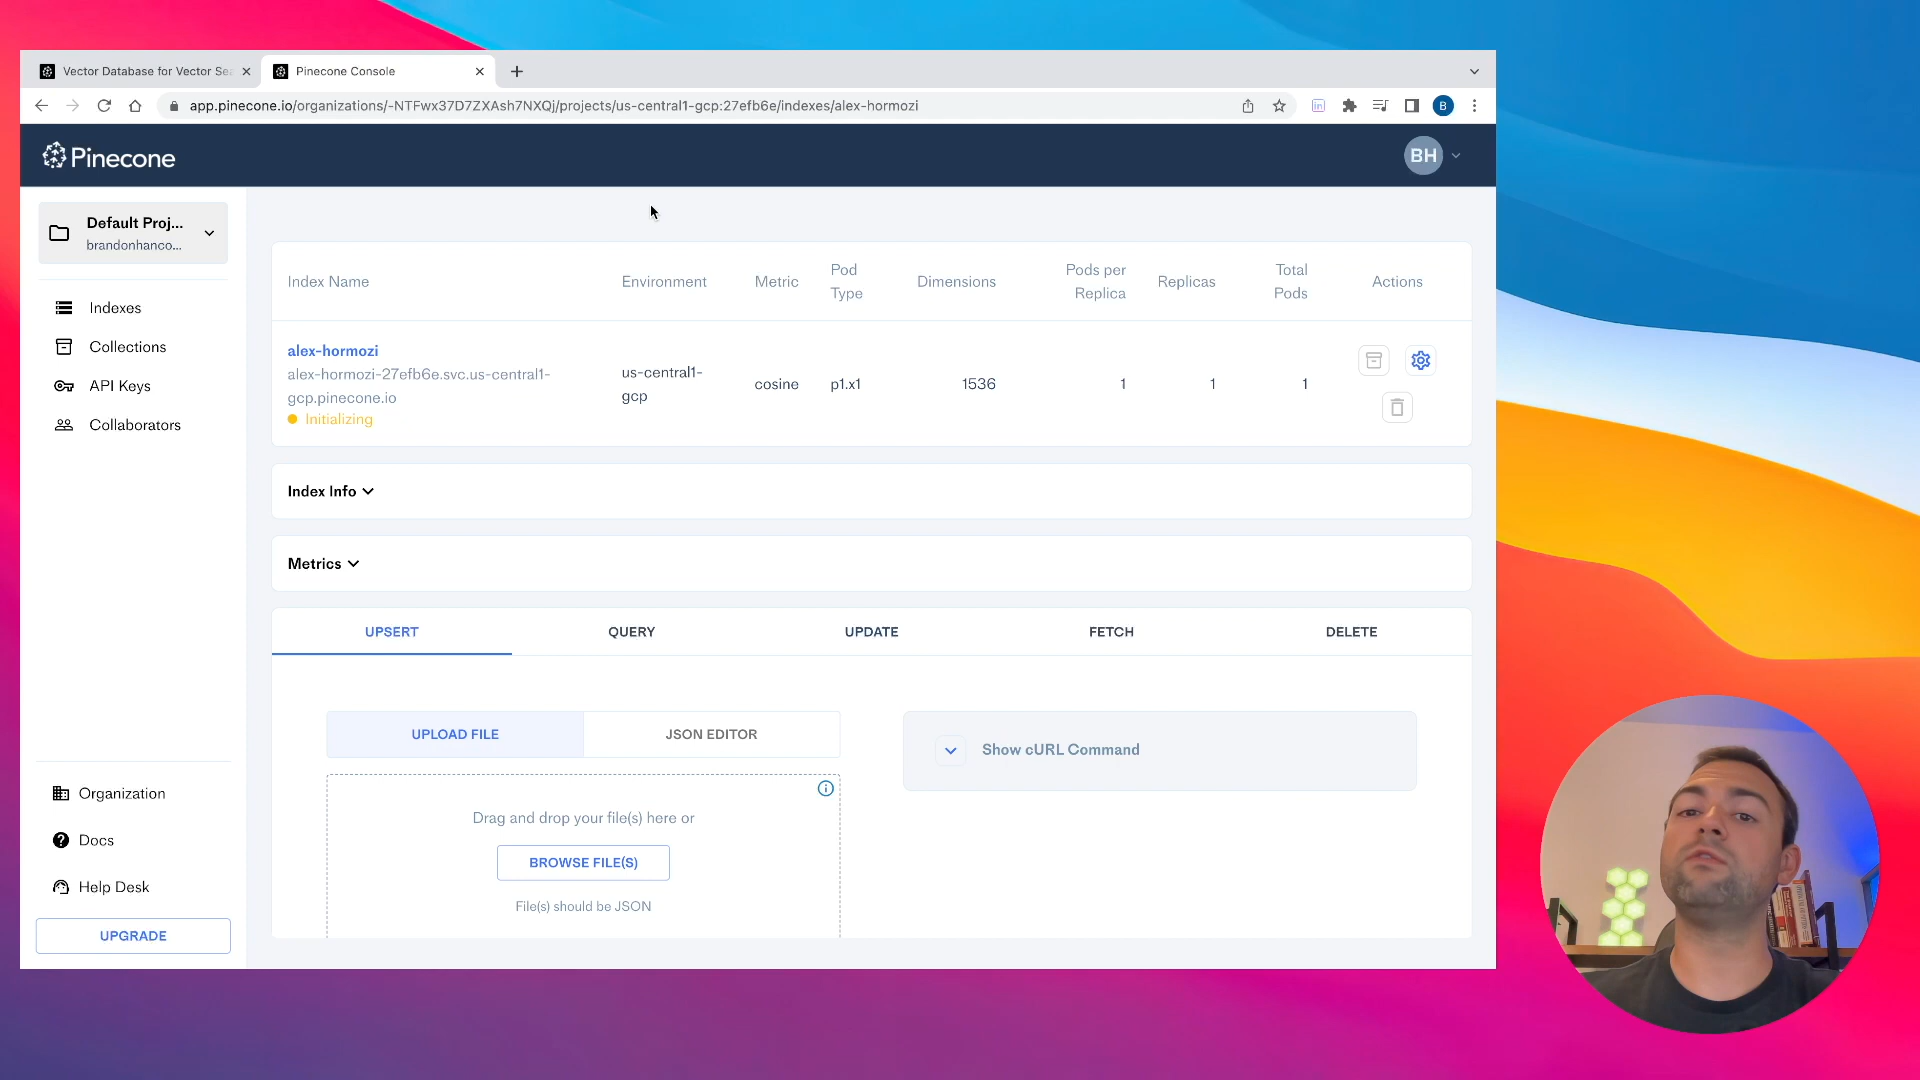 Vector Database for Vector Sea
Pinecone Console
app.pinecone.io/organizations/-NTFwx37D7ZXAsh7NXQj/projects/us-central1-gcp:27efb6e/indexes/alex-hormozi
B
Pinecone
BH
Default Proj...
brandonhanco...
Indexes
Collections
API Keys
Collaborators
Organization
Docs
Help Desk
UPGRADE
Index Name
Environment
Metric
Pod
Type
Dimensions
Pods per
Replica
Replicas
Total
Pods
Actions
alex-hormozi
alex-hormozi-27efb6e.svc.us-central1-
gcp.pinecone.io
Initializing
us-central1-
gcp
cosine
p1.x1
1536
1
1
1
Index Info
Metrics
UPSERT
QUERY
UPDATE
FETCH
DELETE
UPLOAD FILE
JSON EDITOR
Drag and drop your file(s) here or
BROWSE FILE(S)
File(s) should be JSON
Show cURL Command